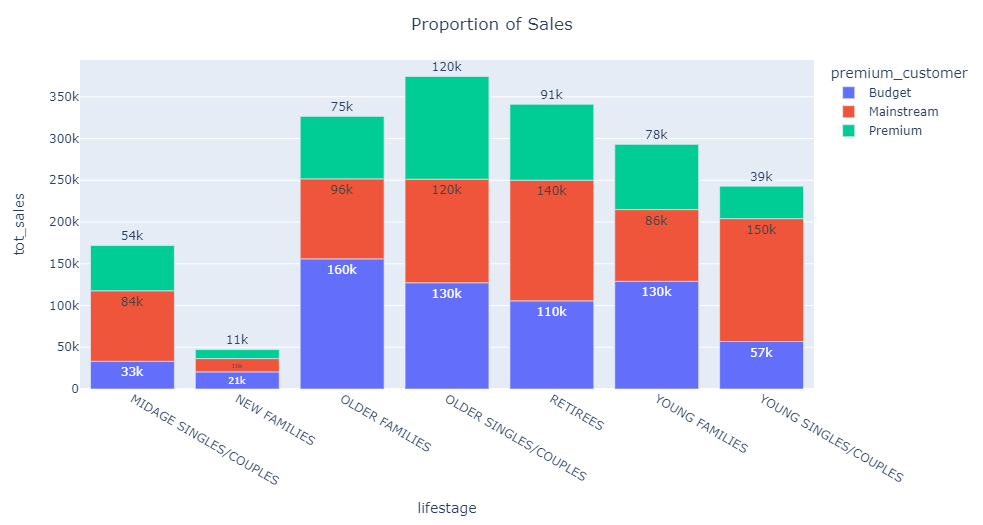 Proportion of Sales
premium_customer
Budget
Mainstream
Premium
tot_sales
350k
300k
250k
200k
150k
100k
50k
0
54k
84k
33k
11k
21k
75k
96k
160k
120k
120k
130k
91k
140k
110k
78k
86k
130k
39k
150k
57k
MIDAGE SINGLES/COUPLES
NEW FAMILIES
OLDER FAMILIES
OLDER SINGLES/COUPLES
RETIREES
YOUNG FAMILIES
YOUNG SINGLES/COUPLES
lifestage